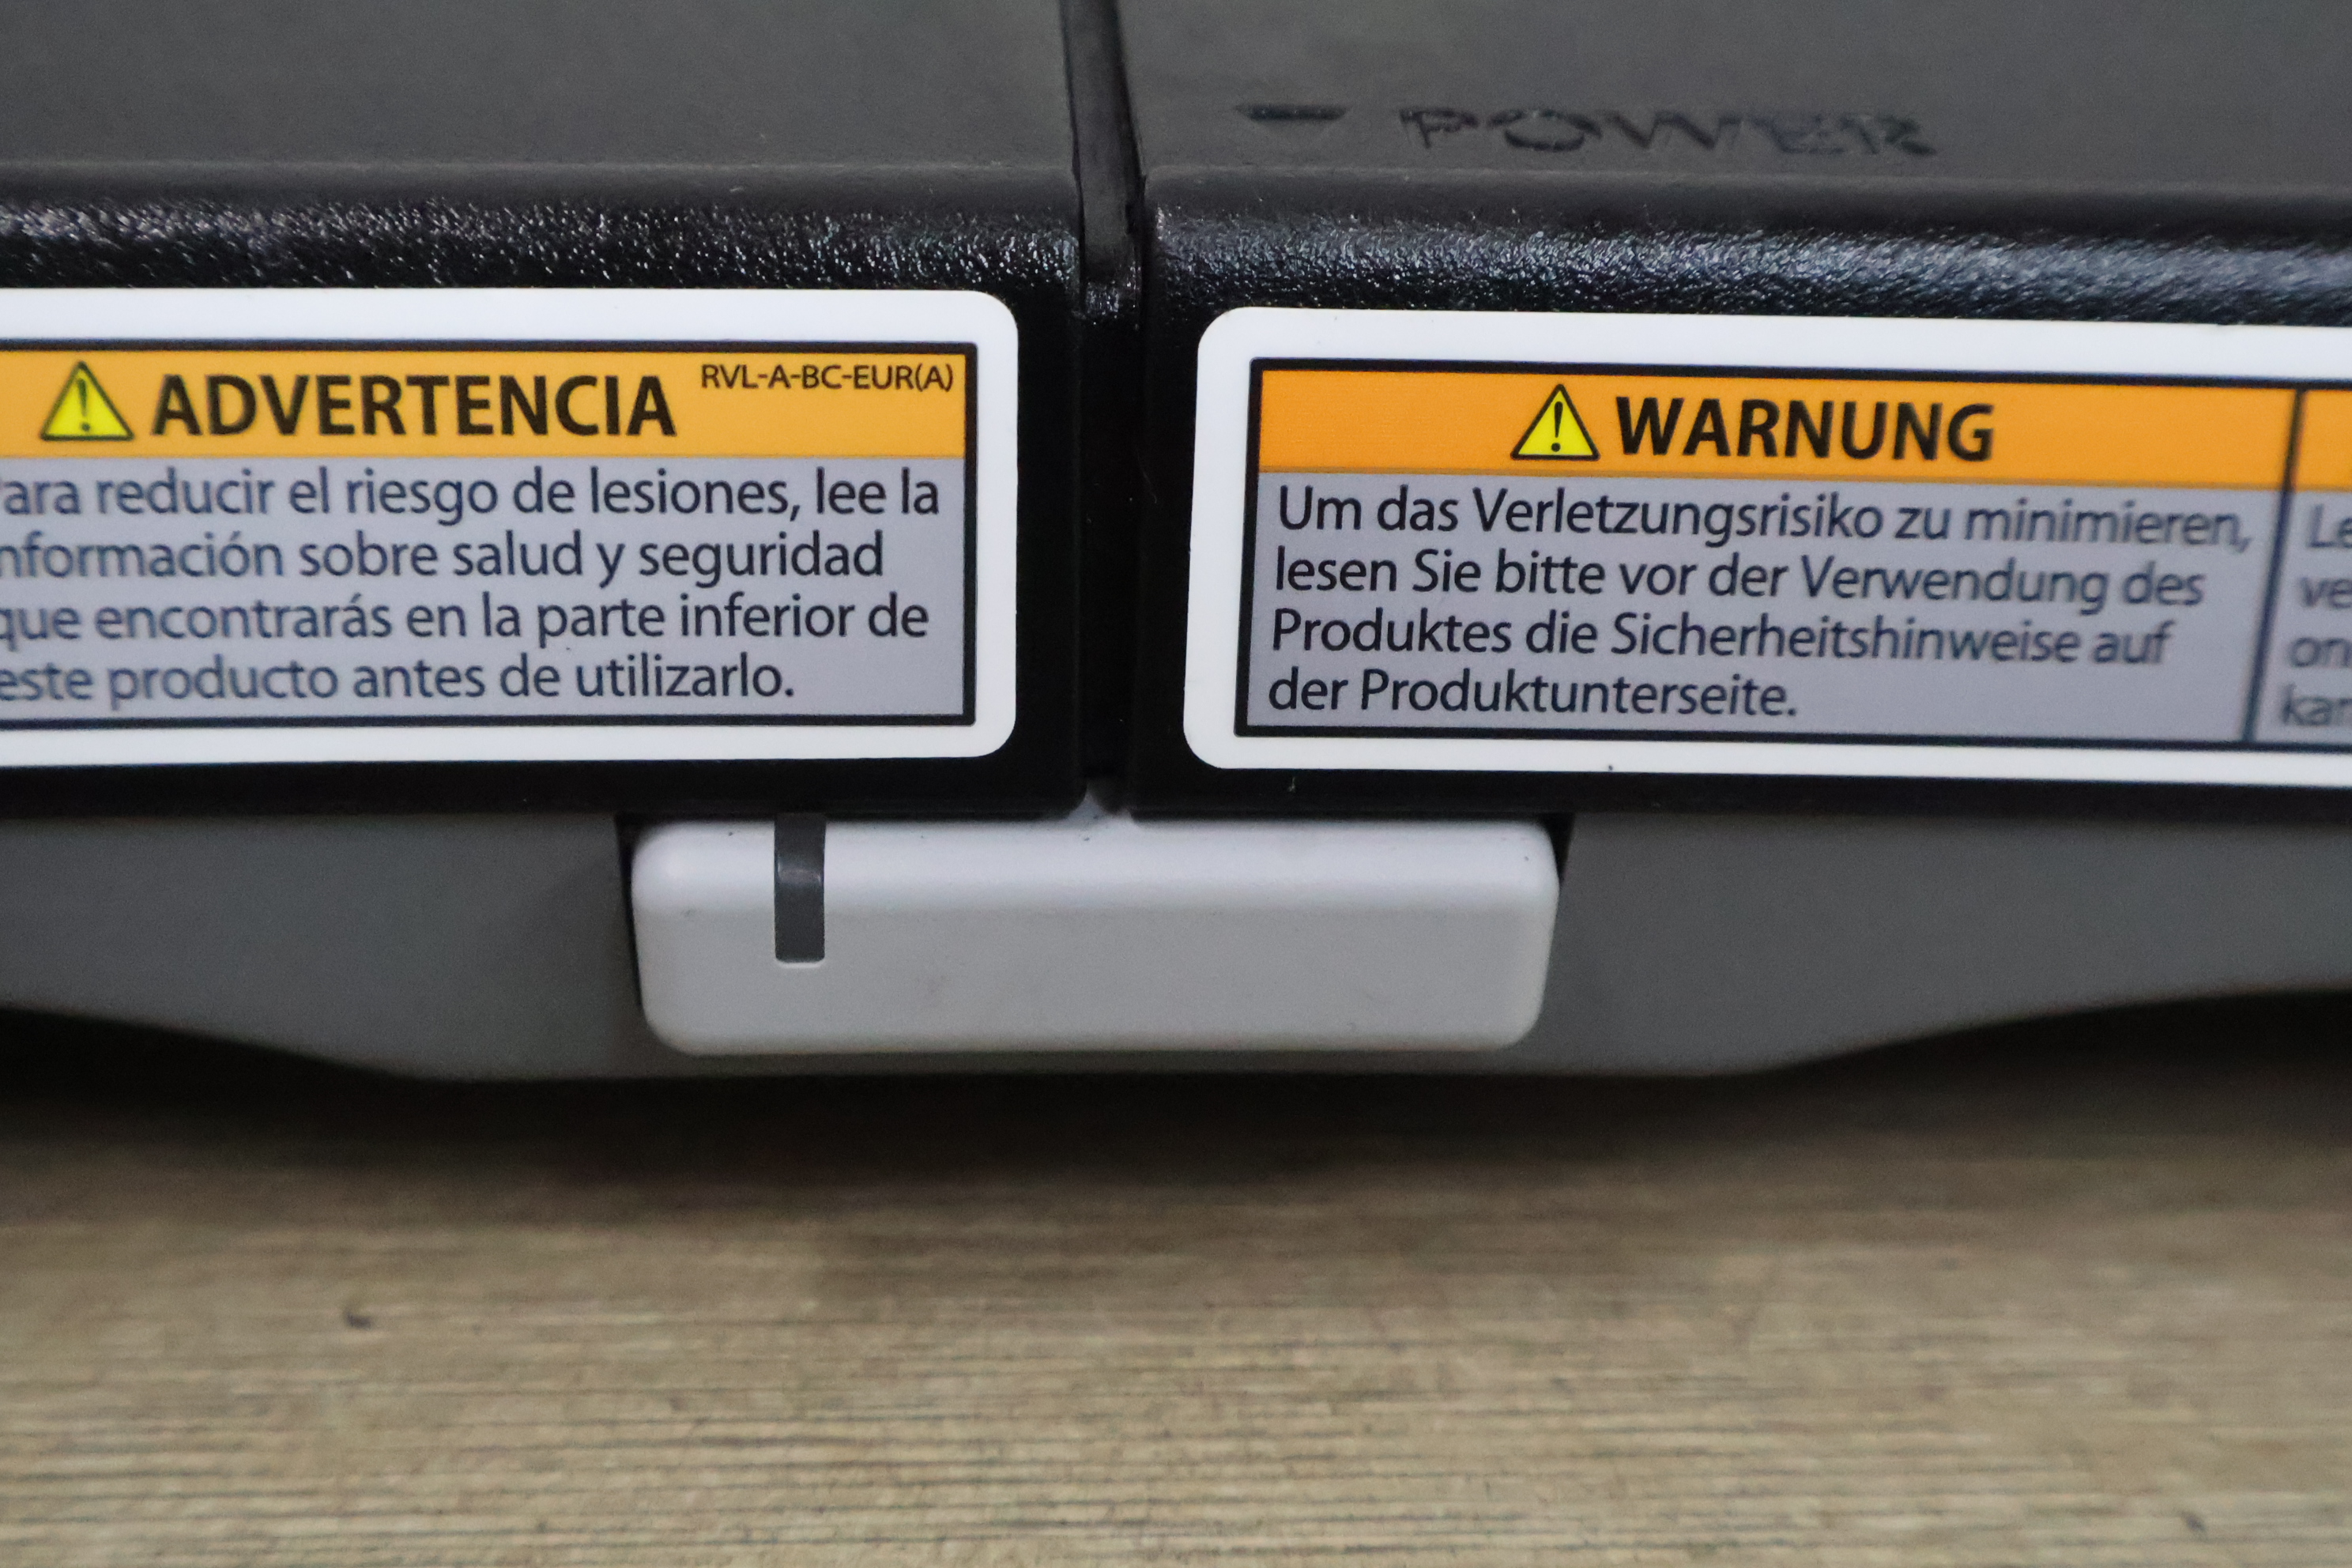 POWER
ADVERTENCIA RVL-A-BC-EUR(A)
Para reducir el riesgo de lesiones, lee la
información sobre salud y seguridad
que encontrarás en la parte inferior de
este producto antes de utilizarlo.
WARNUNG
Um das Verletzungsrisiko zu minimieren,
lesen Sie bitte vor der Verwendung des
Produktes die Sicherheitshinweise auf
der Produktunterseite.